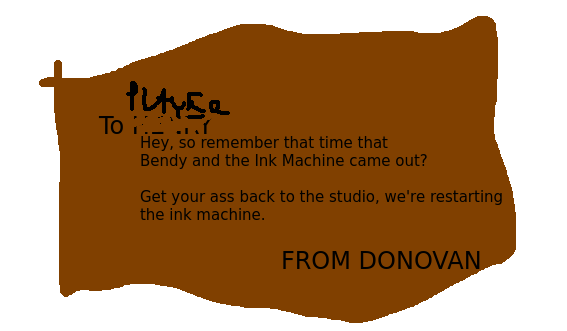 PLAyER
To
Hey, so remember that time that
Bendy and the Ink Machine came out?
Get your ass back to the studio, we're restarting
the ink machine.
FROM DONOVAN